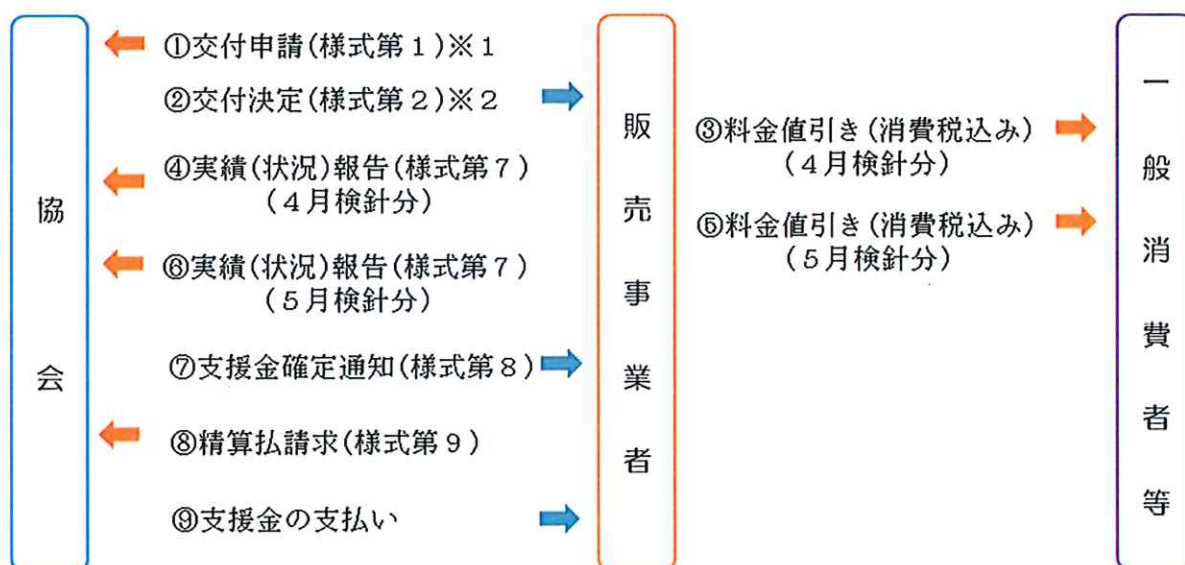 協会
①交付申請(様式第1)※1
②交付決定(様式第2)※2
④実績(状況)報告(様式第7)
(4月検針分)
⑥実績(状況)報告(様式第7)
(5月検針分)
⑦支援金確定通知(様式第8)
⑧精算払請求(様式第9)
⑨支援金の支払い
販売事業者
③料金値引き(消費税込み)
(4月検針分)
⑤料金値引き(消費税込み)
(5月検針分)
一般消費者等